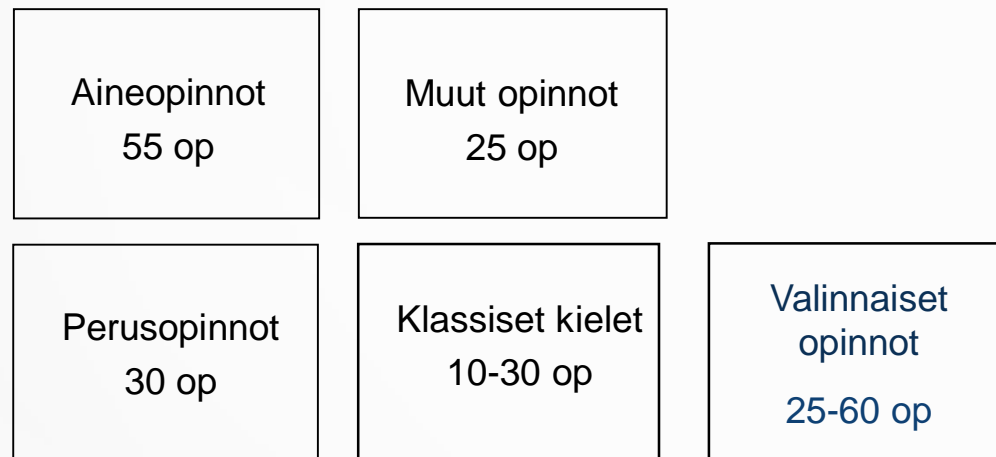 Aineopinnot
55 op
Muut opinnot
25 op
Perusopinnot
30 op
Klassiset kielet
10-30 op
Valinnaiset
opinnot
25-60 op